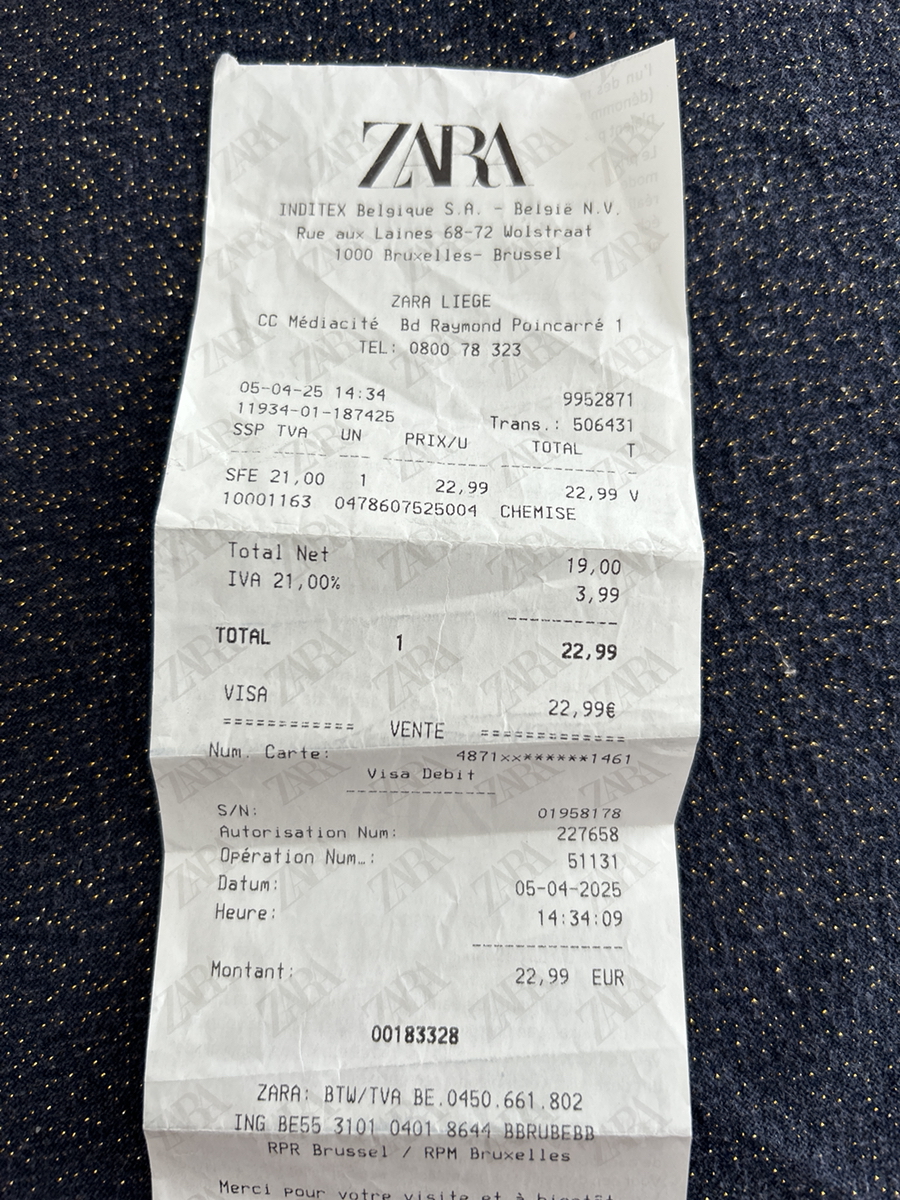 ZARA
INDITEX Belgique S.A. - België N.V.
Rue aux Laines 68-72 Wolstraat
1000 Bruxelles- Brussel
ZARA LIEGE
CC Médiacité Bd Raymond Poincarré 1
TEL: 0800 78 323
05-04-25 14:34 9952871
11934-01-187425 Trans.: 506431
SSP TVA UN PRIX/U TOTAL T
SFE 21,00 1 22,99 22,99 V
10001163 0478607525004 CHEMISE
Total Net 19,00
IVA 21,00% 3,99
TOTAL 1 22,99
VISA 22,99€
============ VENTE =============
Num. Carte: 4871xx******1461
Visa Debit
S/N: 01958178
Autorisation Num: 227658
Opération Num…: 51131
Datum: 05-04-2025
Heure: 14:34:09
Montant: 22,99 EUR
00183328
ZARA: BTW/TVA BE.0450.661.802
ING BE55 3101 0401 8644 BBRUBEBB
RPR Brussel / RPM Bruxelles
Merci pour votre visite et à bientôt